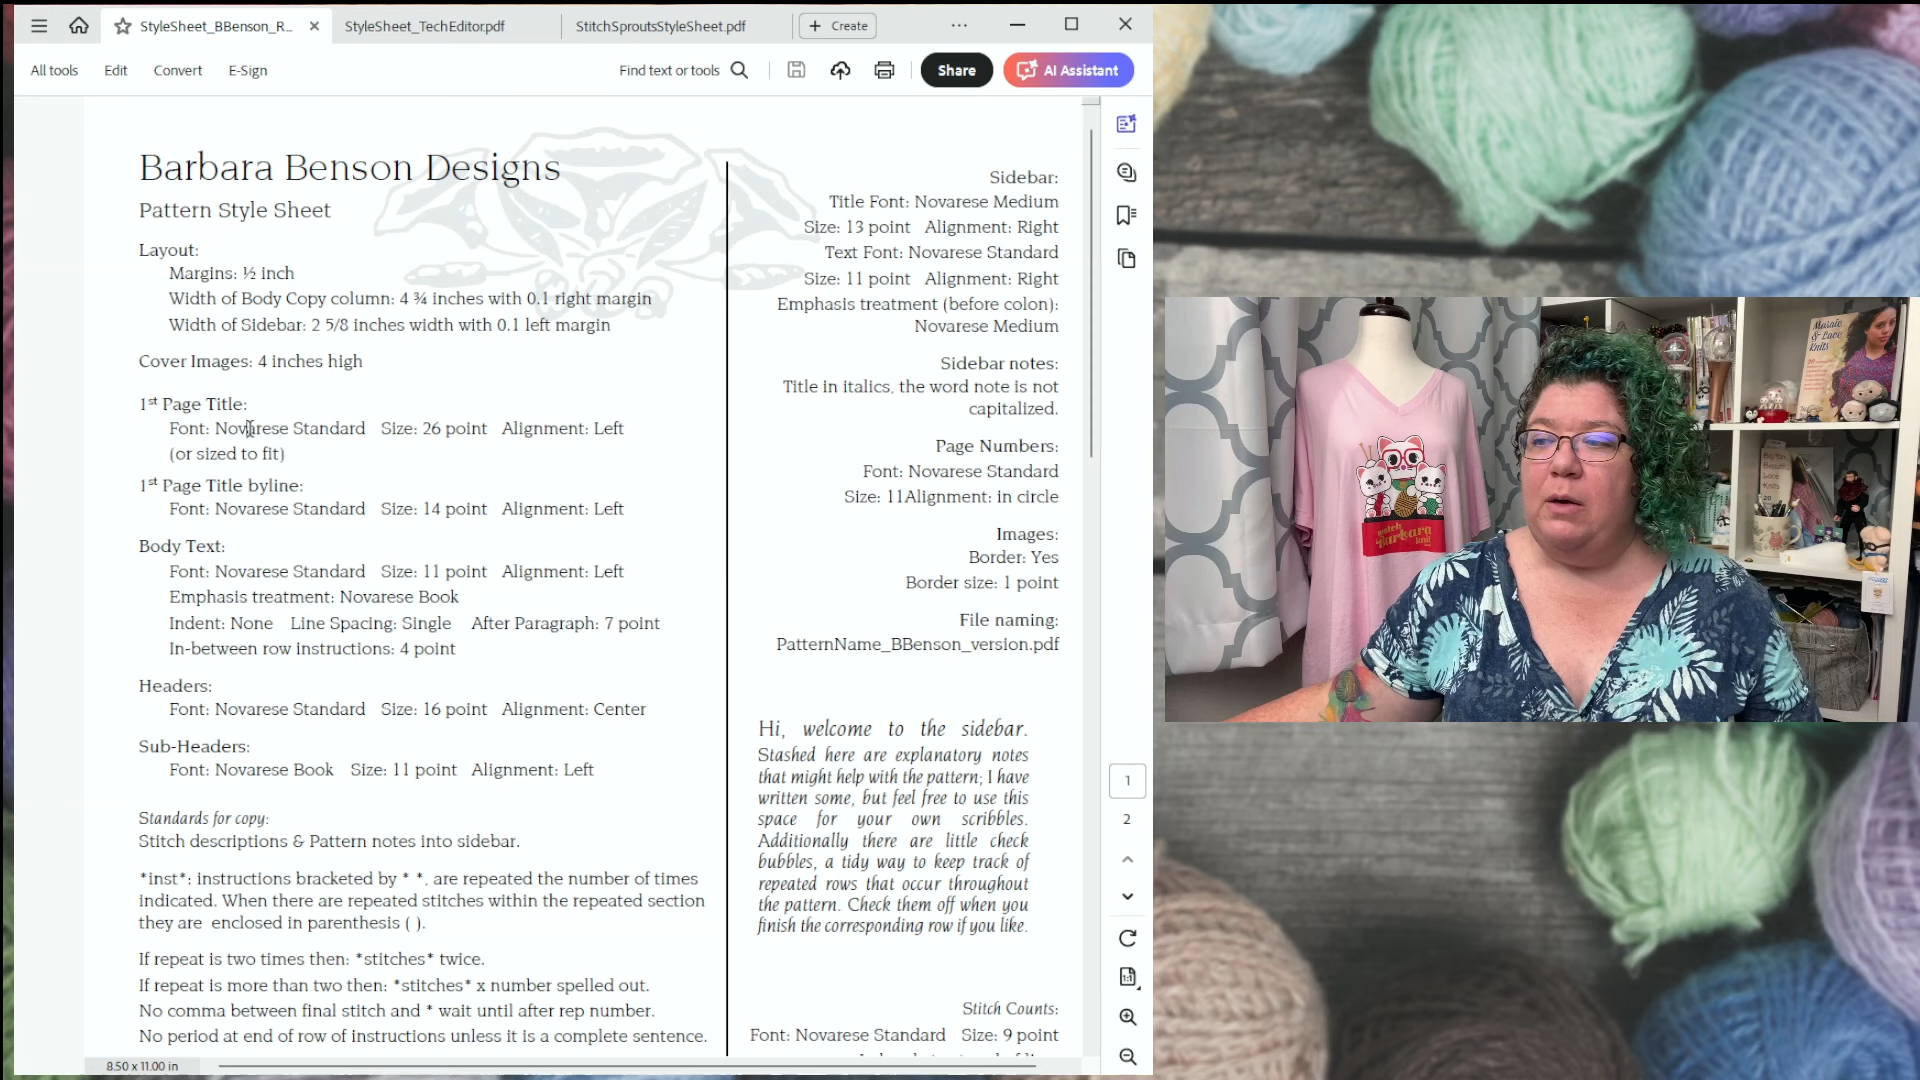 StyleSheet_BBenson_R...
StyleSheet_TechEditor.pdf
StitchSproutsStyleSheet.pdf
Create
All tools
Edit
Convert
E-Sign
Find text or tools
Share
AI Assistant
Barbara Benson Designs
Pattern Style Sheet
Layout:
Margins: ½ inch
Width of Body Copy column: 4 ¾ inches with 0.1 right margin
Width of Sidebar: 2 5/8 inches width with 0.1 left margin
Cover Images: 4 inches high
1st Page Title:
Font: Novarese Standard Size: 26 point Alignment: Left
(or sized to fit)
1st Page Title byline:
Font: Novarese Standard Size: 14 point Alignment: Left
Body Text:
Font: Novarese Standard Size: 11 point Alignment: Left
Emphasis treatment: Novarese Book
Indent: None Line Spacing: Single After Paragraph: 7 point
In-between row instructions: 4 point
Headers:
Font: Novarese Standard Size: 16 point Alignment: Center
Sub-Headers:
Font: Novarese Book Size: 11 point Alignment: Left
Standards for copy:
Stitch descriptions & Pattern notes into sidebar.
*inst*: instructions bracketed by * *, are repeated the number of times
indicated. When there are repeated stitches within the repeated section
they are enclosed in parenthesis ( ).
If repeat is two times then: *stitches* twice.
If repeat is more than two then: *stitches* x number spelled out.
No comma between final stitch and * wait until after rep number.
No period at end of row of instructions unless it is a complete sentence.
Sidebar:
Title Font: Novarese Medium
Size: 13 point Alignment: Right
Text Font: Novarese Standard
Size: 11 point Alignment: Right
Emphasis treatment (before colon):
Novarese Medium
Sidebar notes:
Title in italics, the word note is not
capitalized.
Page Numbers:
Font: Novarese Standard
Size: 11Alignment: in circle
Images:
Border: Yes
Border size: 1 point
File naming:
PatternName_BBenson_version.pdf
Hi, welcome to the sidebar.
Stashed here are explanatory notes
that might help with the pattern; I have
written some, but feel free to use this
space for your own scribbles.
Additionally there are little check
bubbles, a tidy way to keep track of
repeated rows that occur throughout
the pattern. Check them off when you
finish the corresponding row if you like.
Stitch Counts:
Font: Novarese Standard Size: 9 point
1
2
1:1
8.50 x 11.00 in
Mosaic
& Lace
Knits
20
watch
Barbara
knit